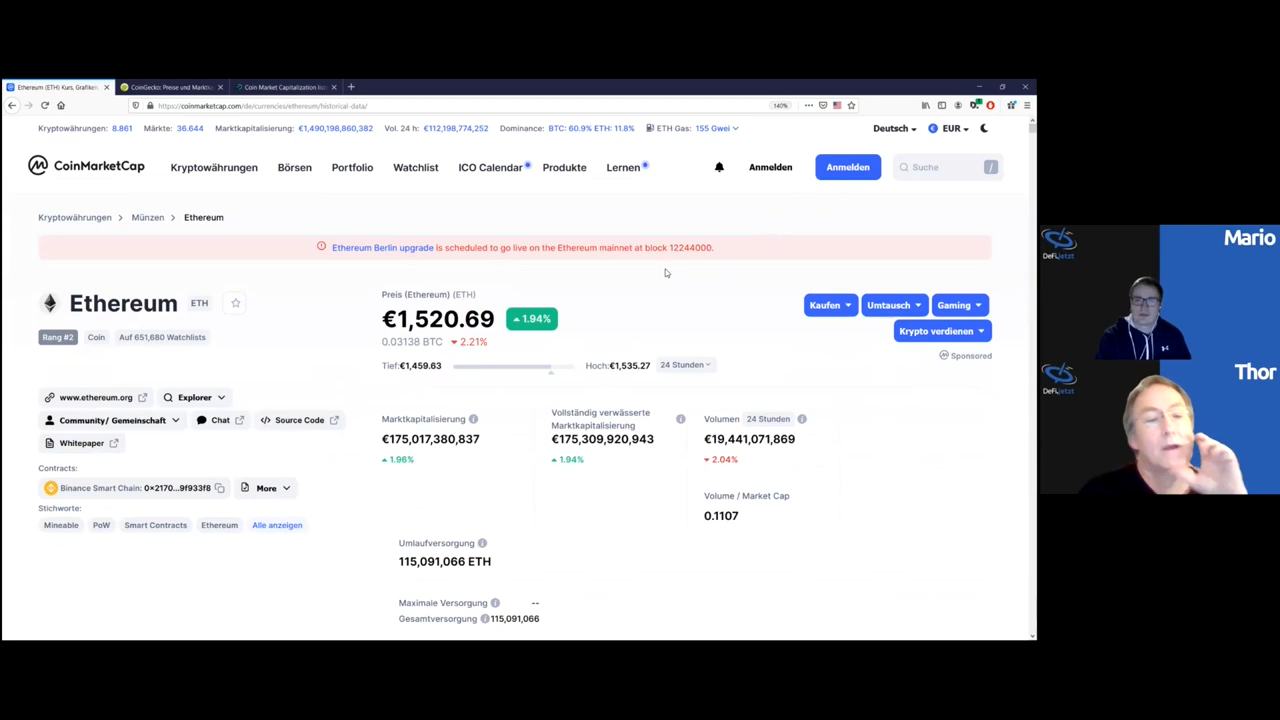 Ethereum (ETH) Kurs, Grafiken,
CoinGecko: Preise und Marktka
Coin Market Capitalization lists
https://coinmarketcap.com/de/currencies/ethereum/historical-data/
140%
Kryptowährungen: 8.861 Märkte: 36.644 Marktkapitalisierung: €1,490,198,860,382 Vol. 24 h: €112,198,774,252 Dominance: BTC: 60.9% ETH: 11.8% ETH Gas: 155 Gwei
Deutsch EUR
CoinMarketCap Kryptowährungen Börsen Portfolio Watchlist ICO Calendar Produkte Lernen Anmelden Anmelden Suche /
Kryptowährungen > Münzen > Ethereum
Ethereum Berlin upgrade is scheduled to go live on the Ethereum mainnet at block 12244000.
Ethereum ETH
Rang #2 Coin Auf 651,680 Watchlists
www.ethereum.org Explorer
Community/ Gemeinschaft Chat Source Code
Whitepaper
Contracts:
Binance Smart Chain: 0x2170...9f933f8 More
Stichworte:
Mineable PoW Smart Contracts Ethereum Alle anzeigen
Preis (Ethereum) (ETH)
€1,520.69 1.94%
0.03138 BTC 2.21%
Tief:€1,459.63 Hoch:€1,535.27 24 Stunden
Kaufen Umtausch Gaming
Krypto verdienen
Sponsored
Marktkapitalisierung
€175,017,380,837
1.96%
Vollständig verwässerte
Marktkapitalisierung
€175,309,920,943
1.94%
Volumen 24 Stunden
€19,441,071,869
2.04%
Volume / Market Cap
0.1107
Umlaufversorgung
115,091,066 ETH
Maximale Versorgung --
Gesamtversorgung 115,091,066
Mario
DeFi.jetzt
Thor
DeFi.jetzt